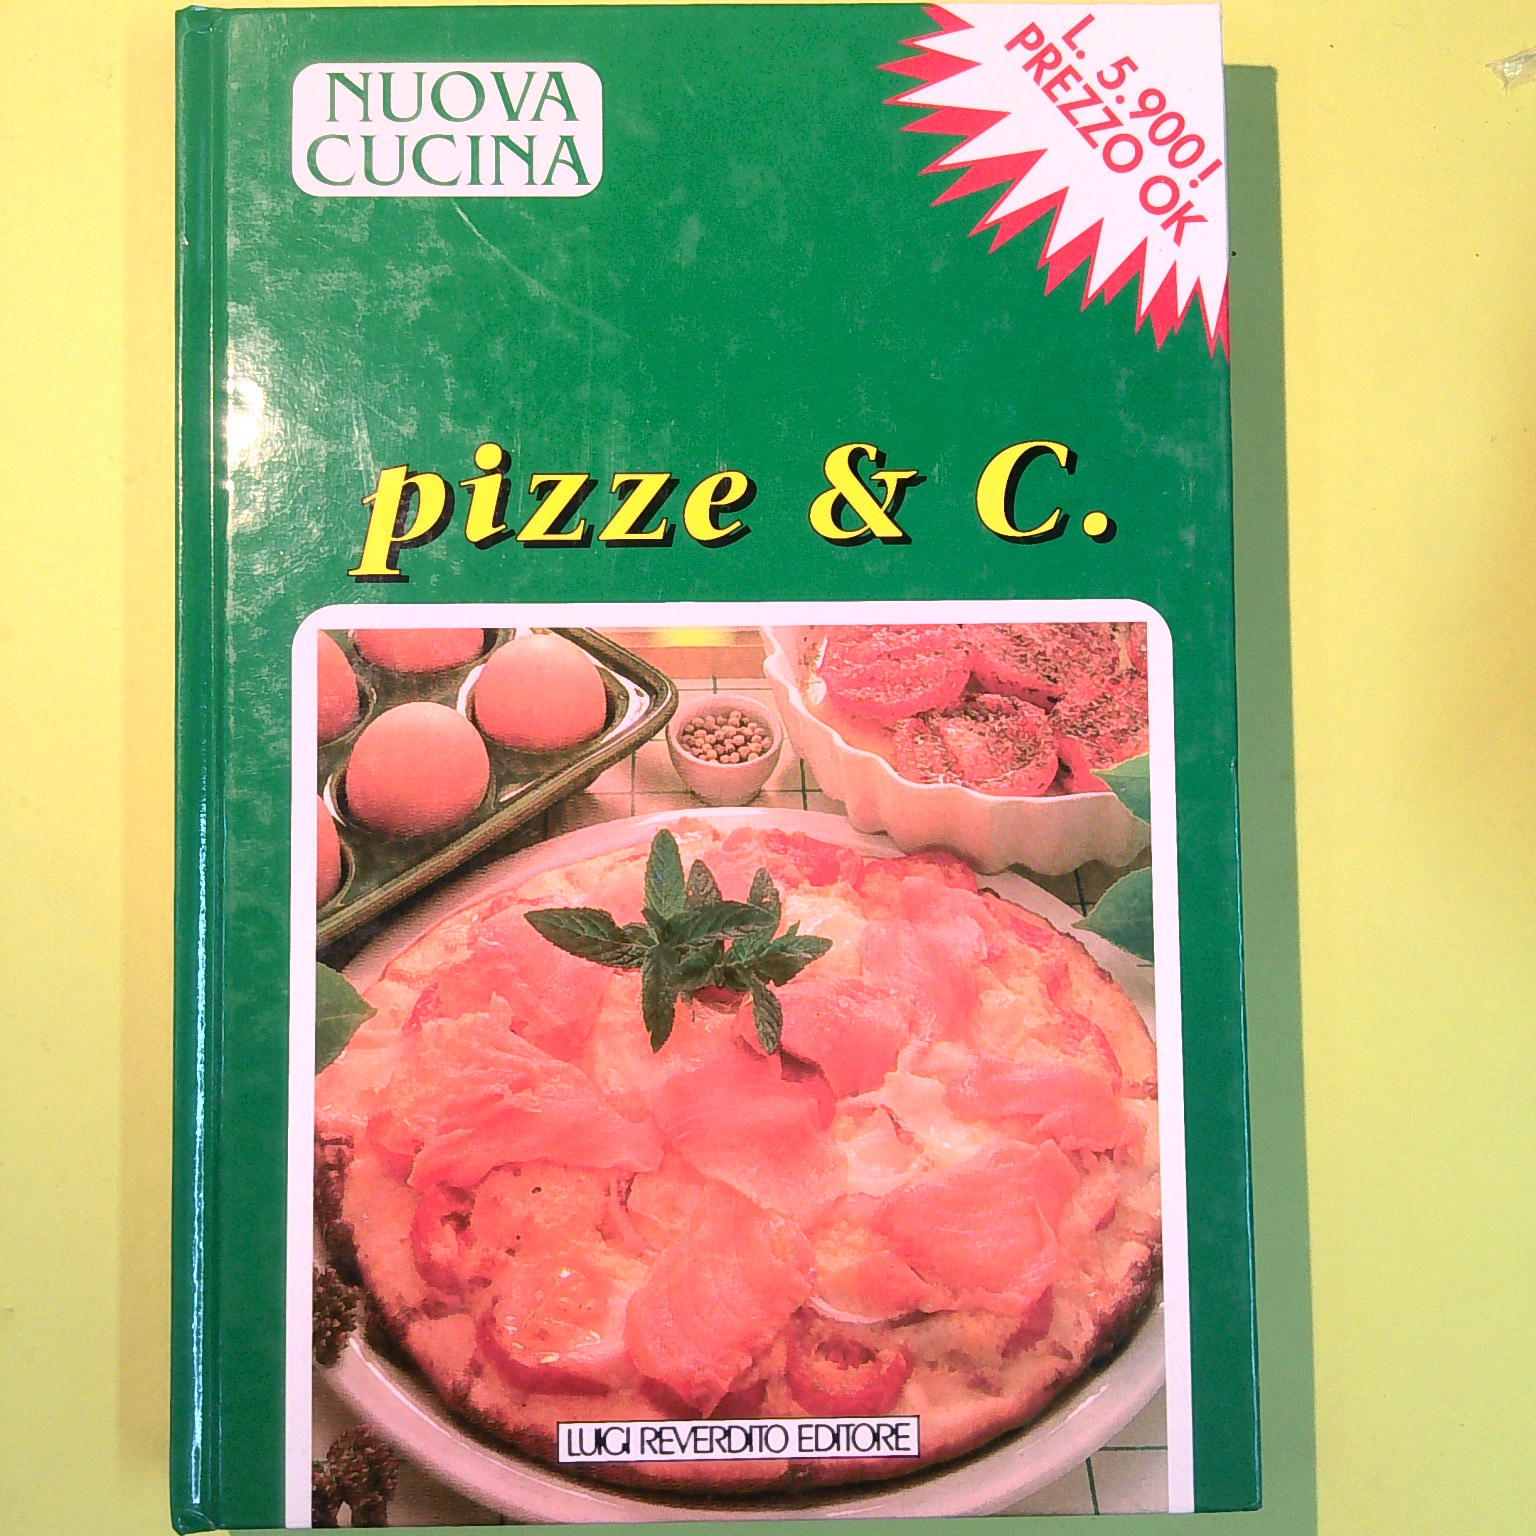 NUOVA
CUCINA
L. 5.900!
PREZZO OK
pizze & C.
LUIGI REVERDITO EDITORE